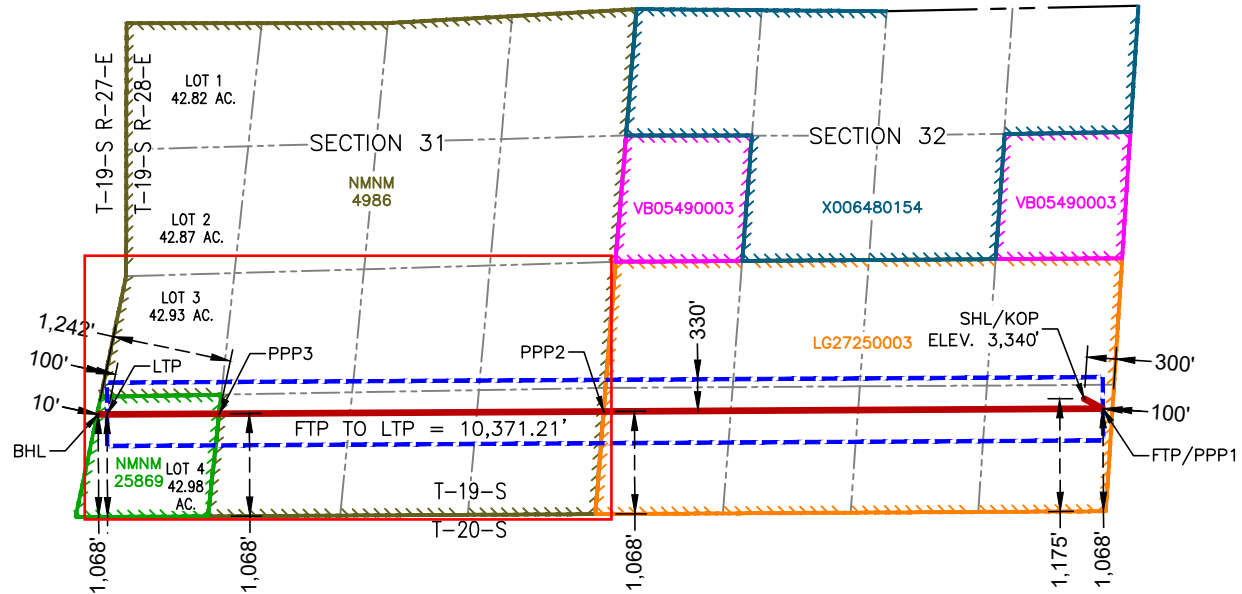 T-19-S R-27-E
T-19-S R-28-E
LOT 1
42.82 AC.
SECTION 31
SECTION 32
NMNM
4986
VB05490003
X006480154
VB05490003
LOT 2
42.87 AC.
LOT 3
42.93 AC.
1,242'
330'
SHL/KOP
ELEV. 3,340'
LG27250003
100'
LTP
PPP3
PPP2
300'
10'
100'
BHL
FTP TO LTP = 10,371.21'
FTP/PPP1
NMNM
25869
LOT 4
42.98
AC.
T-19-S
T-20-S
1,068'
1,068'
1,068'
1,175'
1,068'